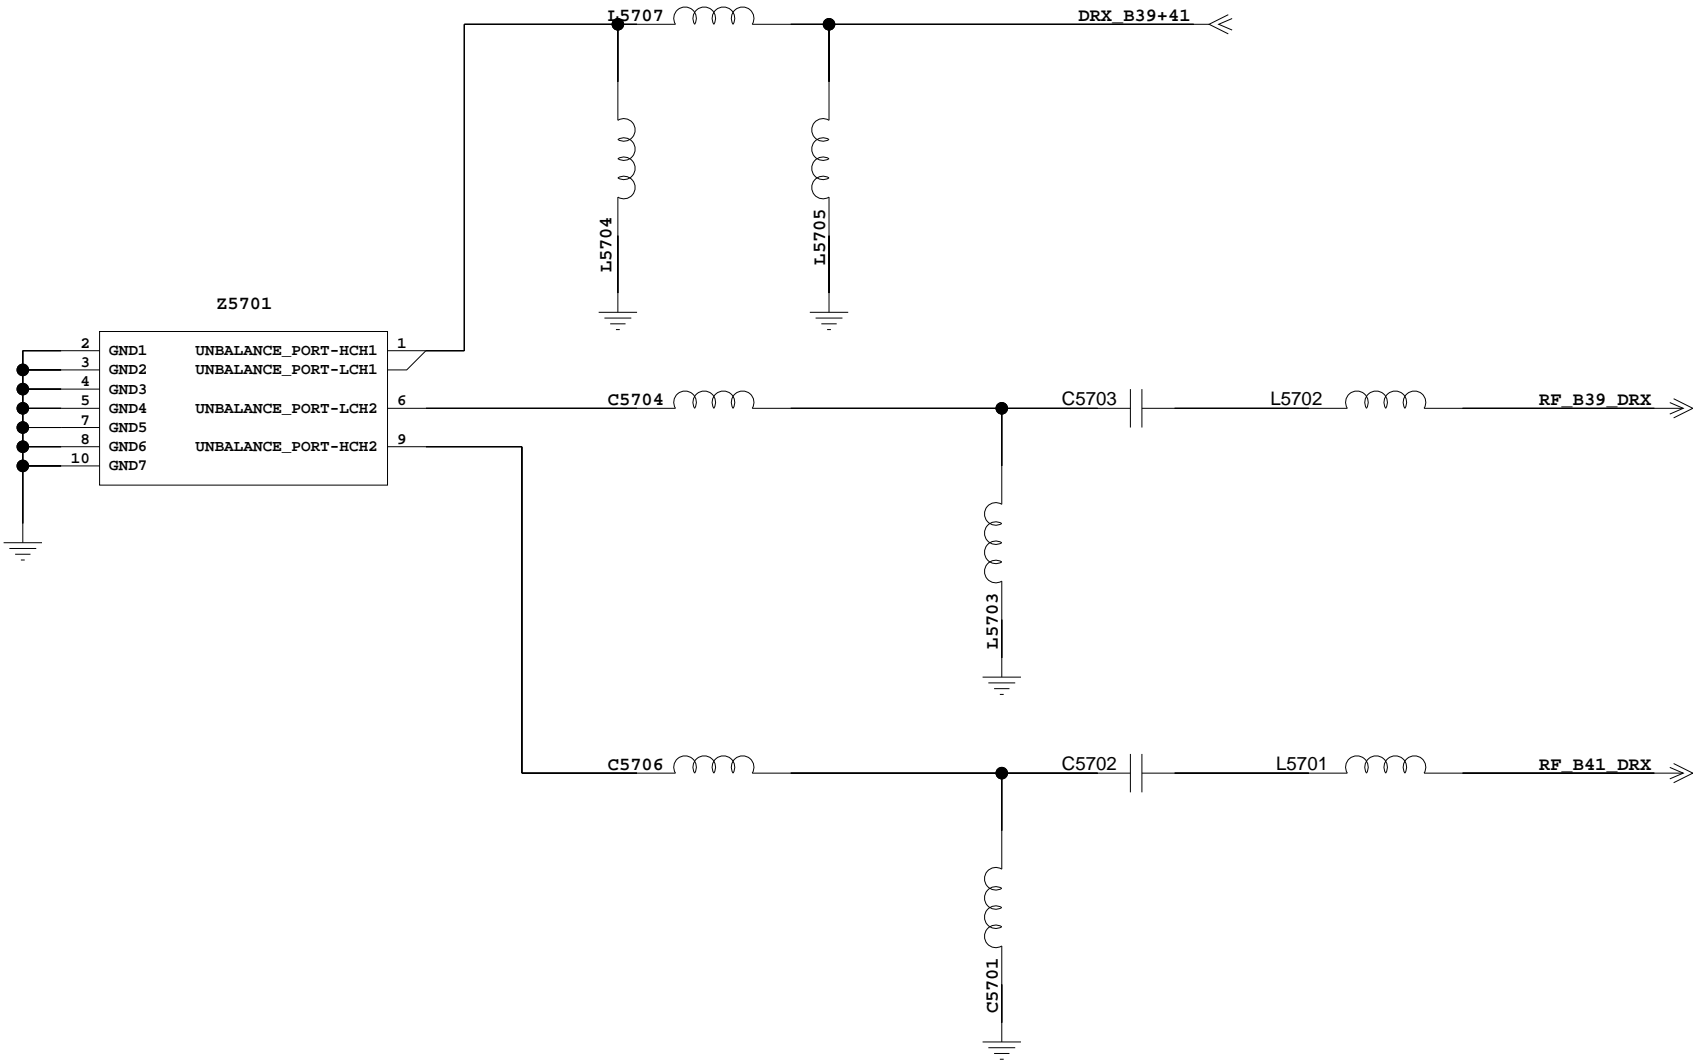 L5707
DRX_B39+41
L5704
L5705
Z5701
2
GND1
UNBALANCE_PORT-HCH1
1
3
GND2
UNBALANCE_PORT-LCH1
4
GND3
5
GND4
UNBALANCE_PORT-LCH2
6
C5704
C5703
L5702
RF_B39_DRX
7
GND5
8
GND6
UNBALANCE_PORT-HCH2
9
10
GND7
L5703
C5706
C5702
L5701
RF_B41_DRX
C5701